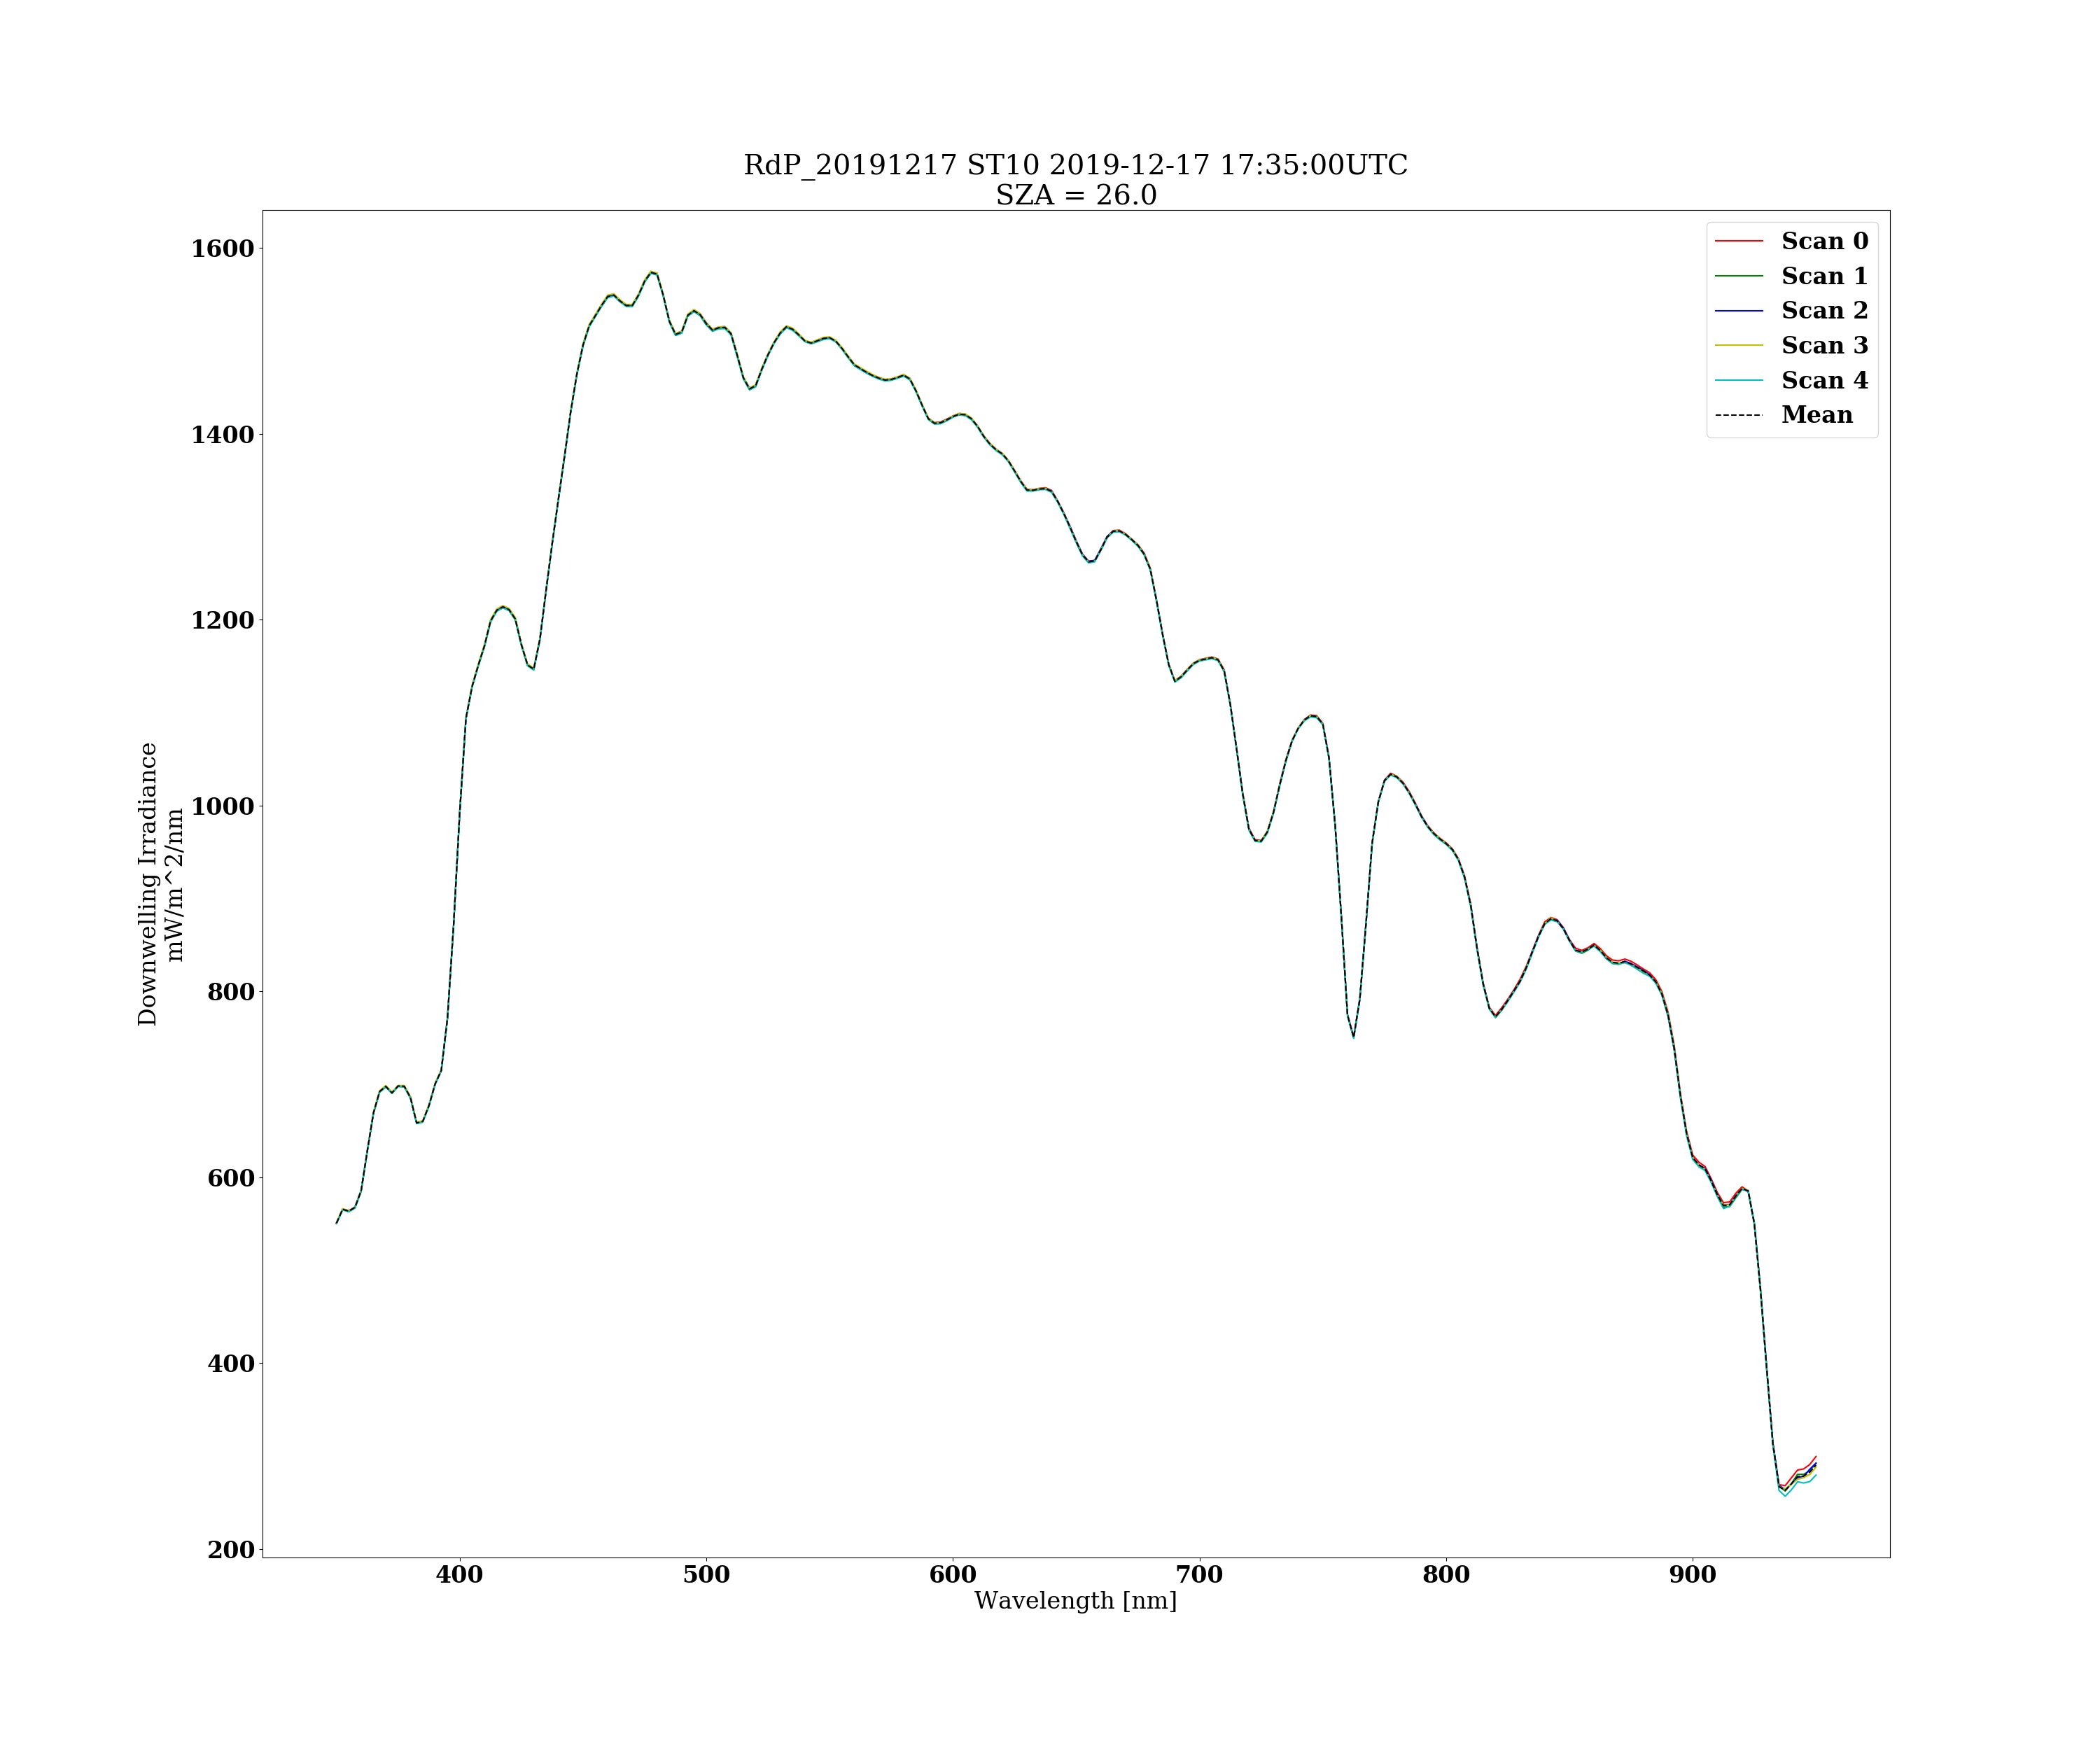 RdP_20191217 ST10 2019-12-17 17:35:00UTC
SZA = 26.0
1600
1400
1200
1000
800
600
400
200
Downwelling Irradiance
mW/m^2/nm
Scan 0
Scan 1
Scan 2
Scan 3
Scan 4
Mean
400 500 600 700 800 900
Wavelength [nm]